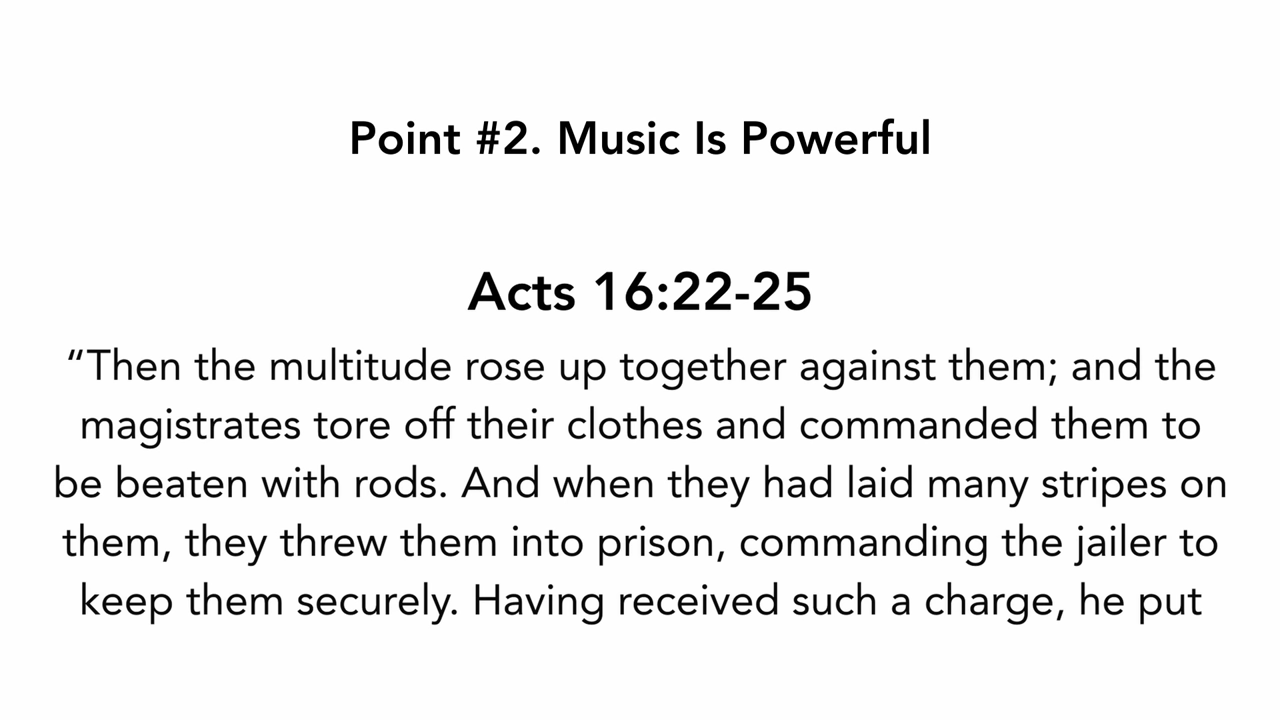 Point #2. Music Is Powerful
Acts 16:22-25
“Then the multitude rose up together against them; and the
magistrates tore off their clothes and commanded them to
be beaten with rods. And when they had laid many stripes on
them, they threw them into prison, commanding the jailer to
keep them securely. Having received such a charge, he put